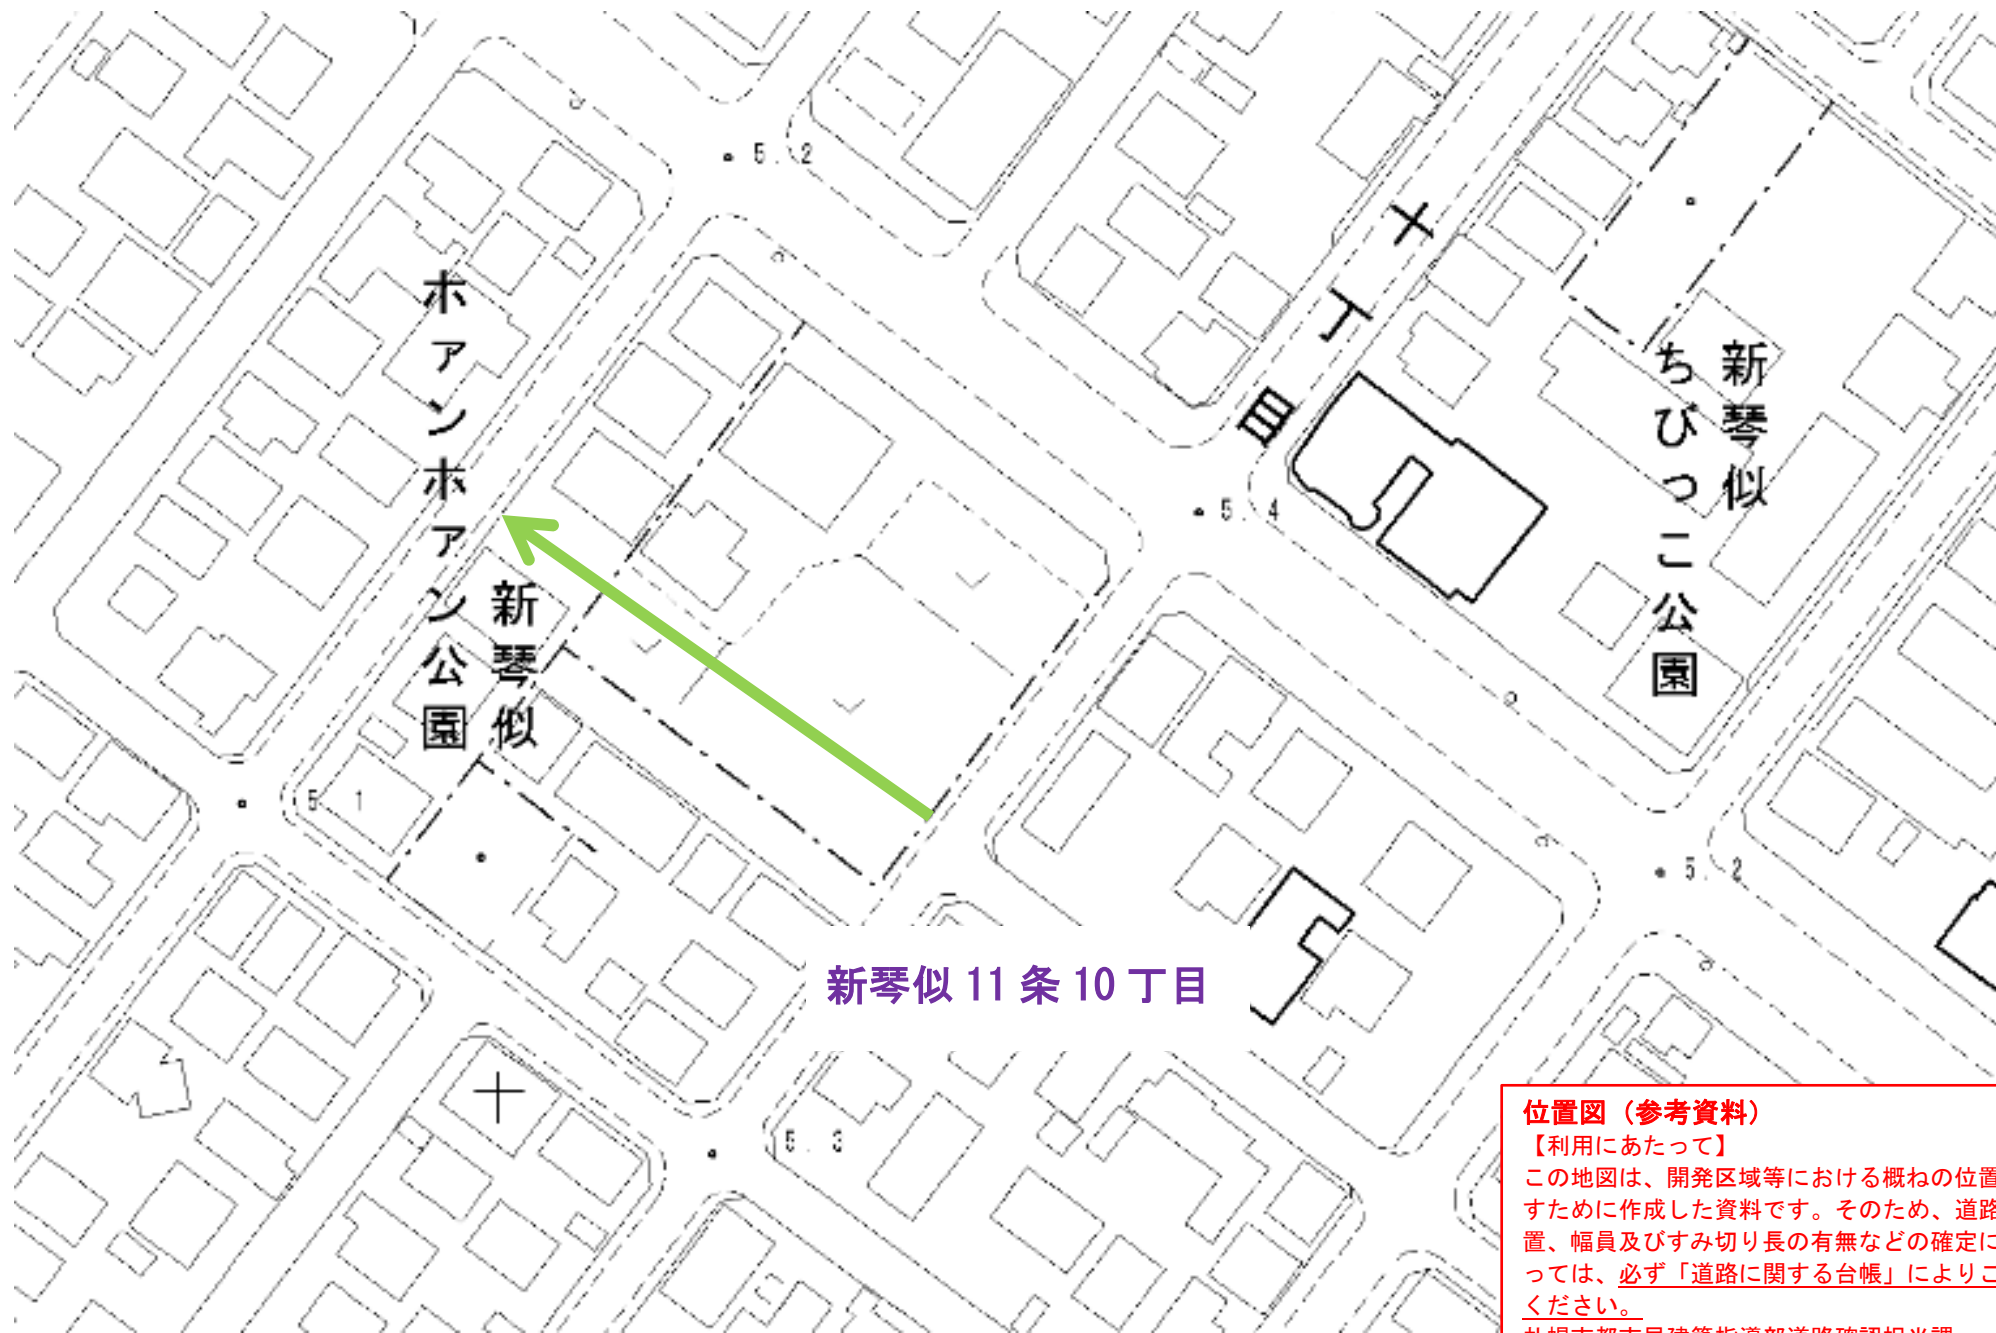 5.2
十丁目
ホァンホァン公園
新琴似
新琴似
ちびっこ公園
5.4
5.1
5.2
新琴似 11 条 10 丁目
5.3
位置図（参考資料）
【利用にあたって】
この地図は、開発区域等における概ねの位置
すために作成した資料です。そのため、道路
置、幅員及びすみ切り長の有無などの確定に
っては、必ず「道路に関する台帳」によりご
ください。